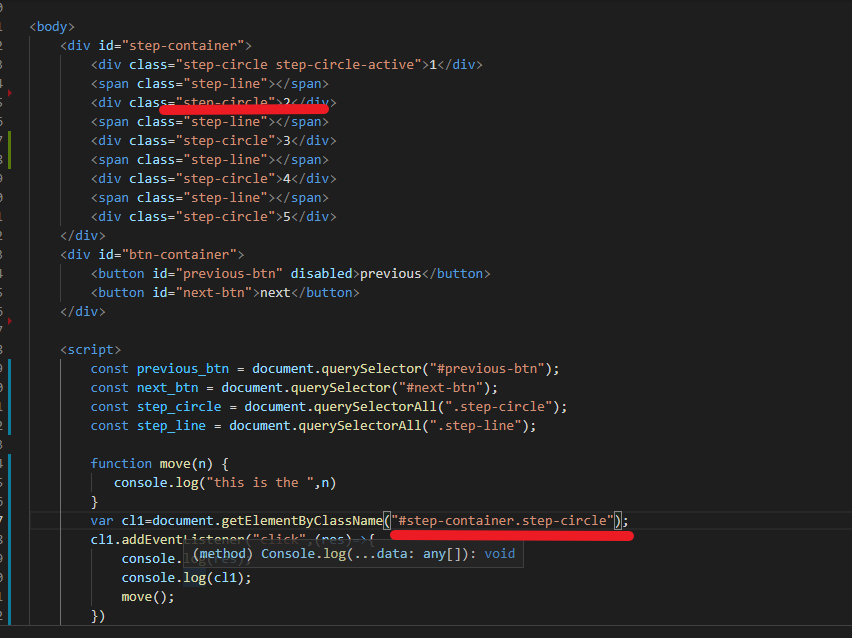 <body>
<div id="step-container">
<div class="step-circle step-circle-active">1</div>
<span class="step-line"></span>
<div class="step-circle">2</div>
<span class="step-line"></span>
<div class="step-circle">3</div>
<span class="step-line"></span>
<div class="step-circle">4</div>
<span class="step-line"></span>
<div class="step-circle">5</div>
</div>
<div id="btn-container">
<button id="previous-btn" disabled>previous</button>
<button id="next-btn">next</button>
</div>
<script>
const previous_btn = document.querySelector("#previous-btn");
const next_btn = document.querySelector("#next-btn");
const step_circle = document.querySelectorAll(".step-circle");
const step_line = document.querySelectorAll(".step-line");
function move(n) {
console.log("this is the ",n)
}
var cl1=document.getElementByClassName("#step-container.step-circle");
cl1.addEventListener("click",(res)=>{
console.log(res);
(method) Console.log(...data: any[]): void
console.log(cl1);
move();
})